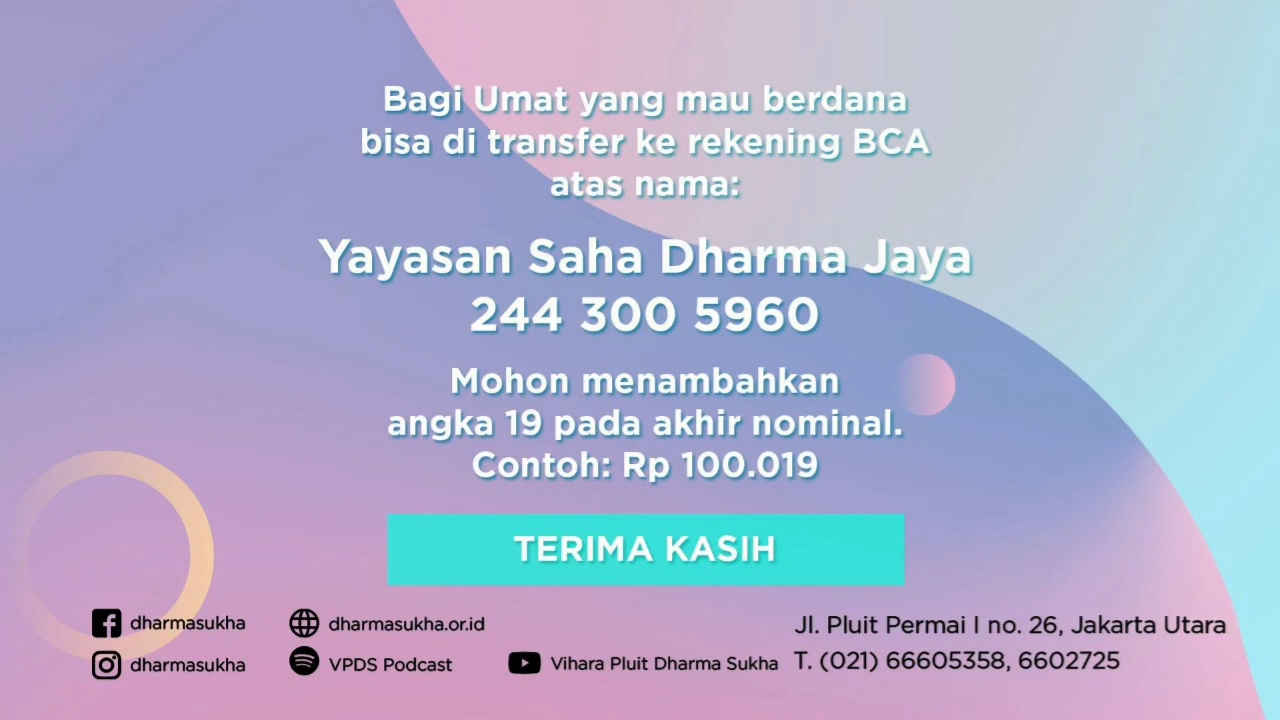 Bagi Umat yang mau berdana
bisa di transfer ke rekening BCA
atas nama:
Yayasan Saha Dharma Jaya
244 300 5960
Mohon menambahkan
angka 19 pada akhir nominal.
Contoh: Rp 100.019
TERIMA KASIH
dharmasukha
dharmasukha.or.id
dharmasukha
VPDS Podcast
Vihara Pluit Dharma Sukha
Jl. Pluit Permai I no. 26, Jakarta Utara
T. (021) 66605358, 6602725